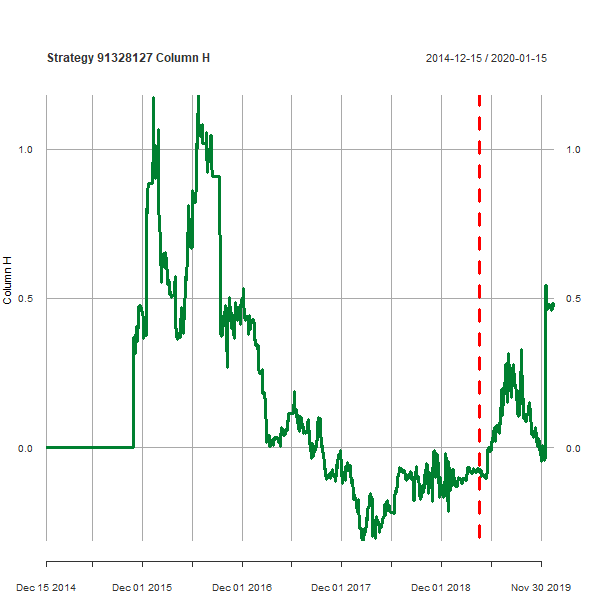 Strategy 91328127 Column H
2014-12-15 / 2020-01-15
1.0
1.0
Column H
0.5
0.5
0.0
0.0
Dec 15 2014
Dec 01 2015
Dec 01 2016
Dec 01 2017
Dec 01 2018
Nov 30 2019